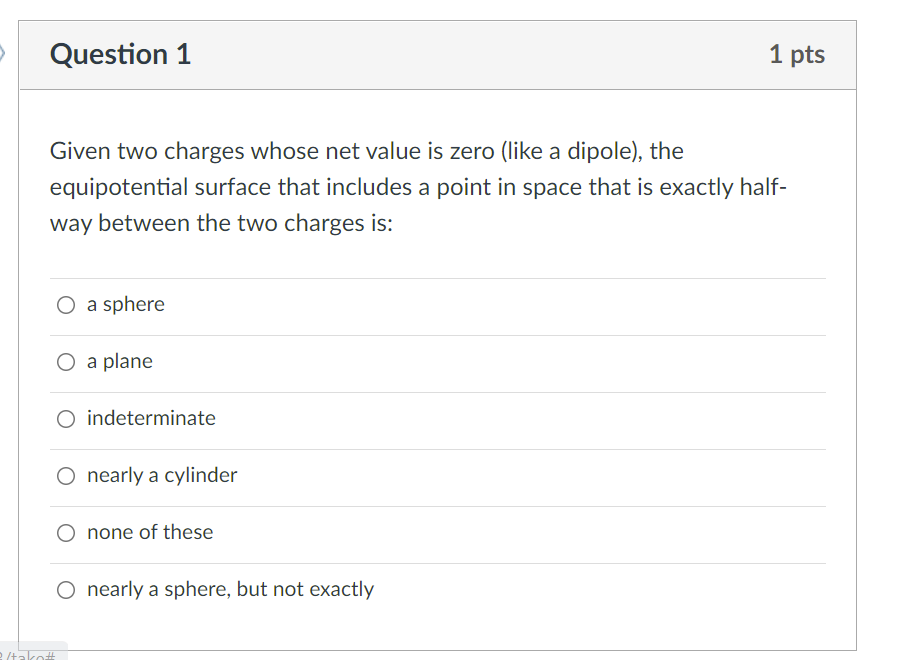 Question 1
1 pts
Given two charges whose net value is zero (like a dipole), the
equipotential surface that includes a point in space that is exactly half-
way between the two charges is:
a sphere
a plane
indeterminate
nearly a cylinder
none of these
nearly a sphere, but not exactly
/take#